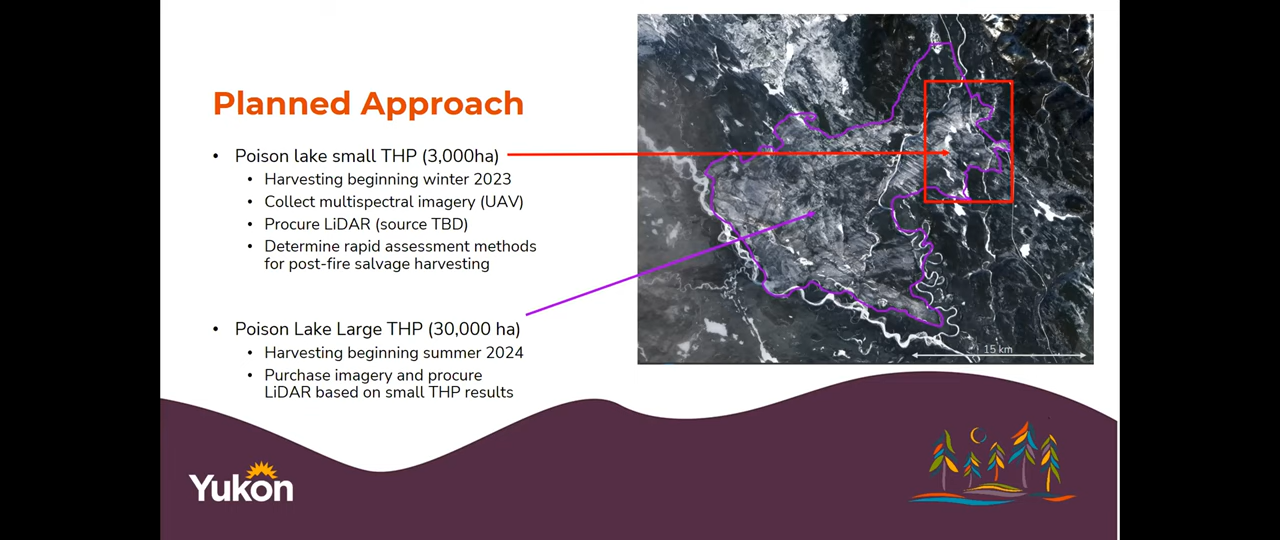 Planned Approach
• Poison lake small THP (3,000ha)
• Harvesting beginning winter 2023
• Collect multispectral imagery (UAV)
• Procure LiDAR (source TBD)
• Determine rapid assessment methods
for post-fire salvage harvesting
• Poison Lake Large THP (30,000 ha)
• Harvesting beginning summer 2024
• Purchase imagery and procure
LiDAR based on small THP results
15 km
Yukon